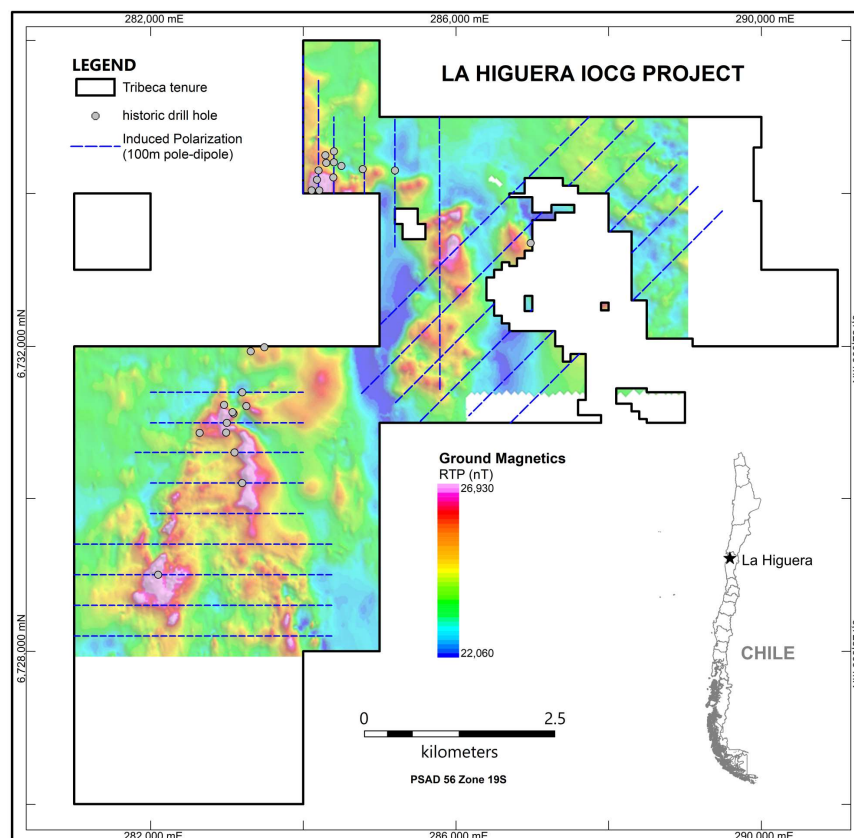 282,000 mE
286,000 mE
290,000 mE
LEGEND
Tribeca tenure
historic drill hole
Induced Polarization
(100m pole-dipole)
LA HIGUERA IOCG PROJECT
6,732,000 mN
Ground Magnetics
RTP (nT)
26,930
22,060
La Higuera
6,728,000 mN
CHILE
0
2.5
kilometers
PSAD 56 Zone 19S
282,000 mE
286,000 mE
290,000 mE